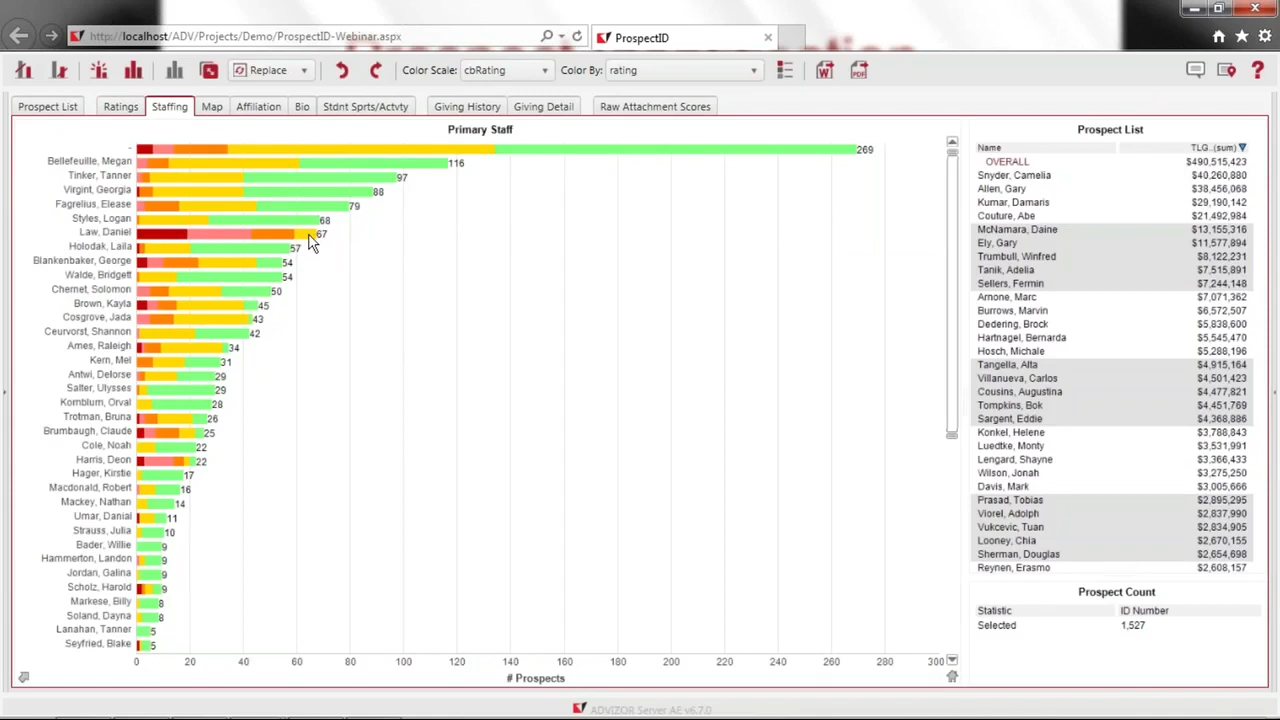 http://localhost/ADV/Projects/Demo/ProspectID-Webinar.aspx
ProspectID
Replace
Color Scale: cbRating
Color By: rating
Prospect List Ratings Staffing Map Affiliation Bio Stdnt Sprts/Actvty Giving History Giving Detail Raw Attachment Scores
Primary Staff
- 269
Bellefeuille, Megan 116
Tinker, Tanner 97
Virgint, Georgia 88
Fagrelius, Elease 79
Styles, Logan 68
Law, Daniel 67
Holodak, Laila 57
Blankenbaker, George 54
Walde, Bridgett 54
Chernet, Solomon 50
Brown, Kayla 45
Cosgrove, Jada 43
Ceurvorst, Shannon 42
Ames, Raleigh 34
Kern, Mel 31
Antwi, Delorse 29
Salter, Ulysses 29
Kornblum, Orval 28
Trotman, Bruna 26
Brumbaugh, Claude 25
Cole, Noah 22
Harris, Deon 22
Hager, Kirstie 17
Macdonald, Robert 16
Mackey, Nathan 14
Umar, Danial 11
Strauss, Julia 10
Bader, Willie 9
Hammerton, Landon 9
Jordan, Galina 9
Scholz, Harold 9
Markese, Billy 8
Soland, Dayna 8
Lanahan, Tanner 5
Seyfried, Blake 5
0 20 40 60 80 100 120 140 160 180 200 220 240 260 280 300
# Prospects
Prospect List
Name TLG..(sum)
OVERALL $490,515,423
Snyder, Camelia $40,260,880
Allen, Gary $38,456,068
Kumar, Damaris $29,190,142
Couture, Abe $21,492,984
McNamara, Daine $13,155,316
Ely, Gary $11,577,894
Trumbull, Winfred $8,122,231
Tanik, Adelia $7,515,891
Sellers, Fermin $7,244,148
Arnone, Marc $7,071,362
Burrows, Marvin $6,572,507
Dedering, Brock $5,838,600
Hartnagel, Bernarda $5,545,470
Hosch, Michale $5,288,196
Tangella, Alta $4,915,164
Villanueva, Carlos $4,501,423
Cousins, Augustina $4,477,821
Tompkins, Bok $4,451,769
Sargent, Eddie $4,368,886
Konkel, Helene $3,788,843
Luedtke, Monty $3,531,991
Lengard, Shayne $3,366,433
Wilson, Jonah $3,275,250
Davis, Mark $3,005,666
Prasad, Tobias $2,895,295
Viorel, Adolph $2,837,990
Vukcevic, Tuan $2,834,905
Looney, Chia $2,670,155
Sherman, Douglas $2,654,698
Reynen, Erasmo $2,608,157
Prospect Count
Statistic ID Number
Selected 1,527
ADVIZOR Server AE v6.7.0